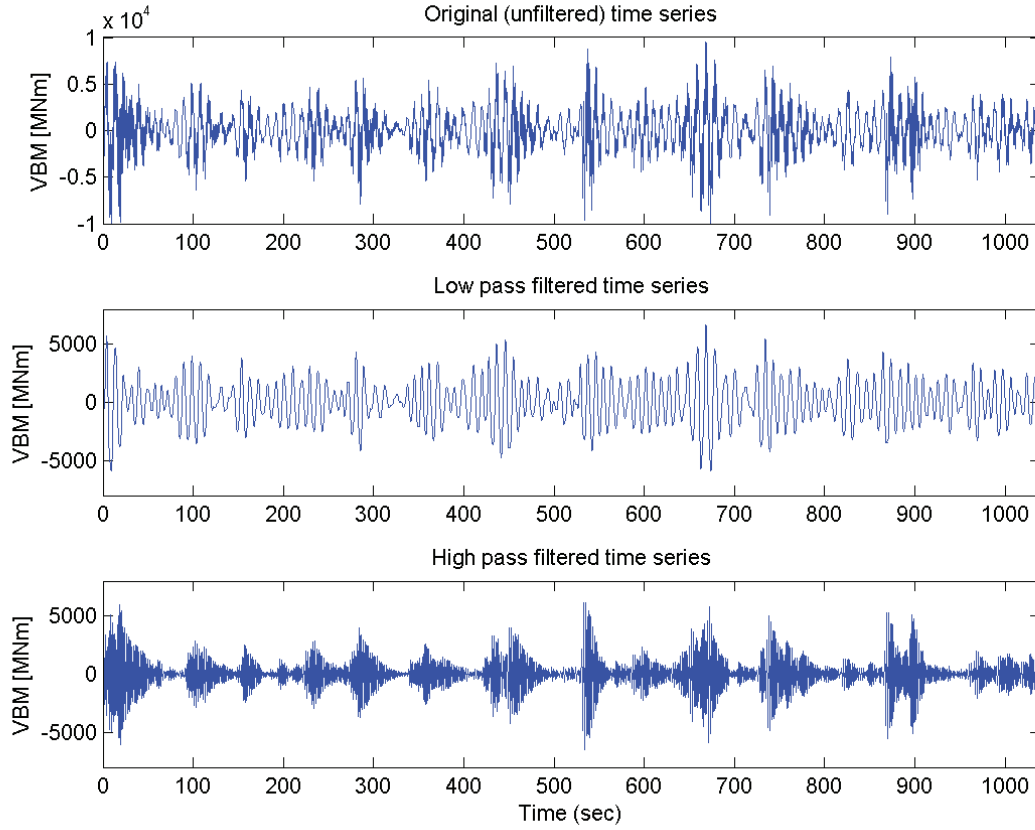 Original (unfiltered) time series
x 10^4
VBM [MNm]
1
0.5
0
-0.5
-1
0 100 200 300 400 500 600 700 800 900 1000
Low pass filtered time series
VBM [MNm]
5000
0
-5000
0 100 200 300 400 500 600 700 800 900 1000
High pass filtered time series
VBM [MNm]
5000
0
-5000
0 100 200 300 400 500 600 700 800 900 1000
Time (sec)